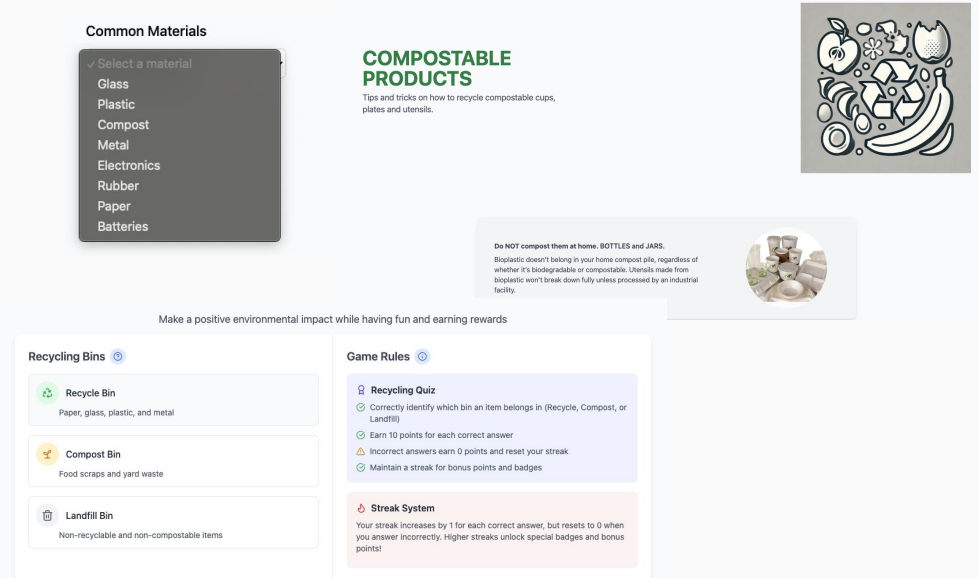 Common Materials
✓ Select a material
Glass
Plastic
Compost
Metal
Electronics
Rubber
Paper
Batteries
COMPOSTABLE
PRODUCTS
Tips and tricks on how to recycle compostable cups,
plates and utensils.
Do NOT compost them at home. BOTTLES and JARS.
Bioplastic doesn't belong in your home compost pile, regardless of
whether it's biodegradable or compostable. Utensils made from
bioplastic won't break down fully unless processed by an industrial
facility.
Make a positive environmental impact while having fun and earning rewards
Recycling Bins
Recycle Bin
Paper, glass, plastic, and metal
Compost Bin
Food scraps and yard waste
Landfill Bin
Non-recyclable and non-compostable items
Game Rules
Recycling Quiz
Correctly identify which bin an item belongs in (Recycle, Compost, or
Landfill)
Earn 10 points for each correct answer
Incorrect answers earn 0 points and reset your streak
Maintain a streak for bonus points and badges
Streak System
Your streak increases by 1 for each correct answer, but resets to 0 when
you answer incorrectly. Higher streaks unlock special badges and bonus
points!